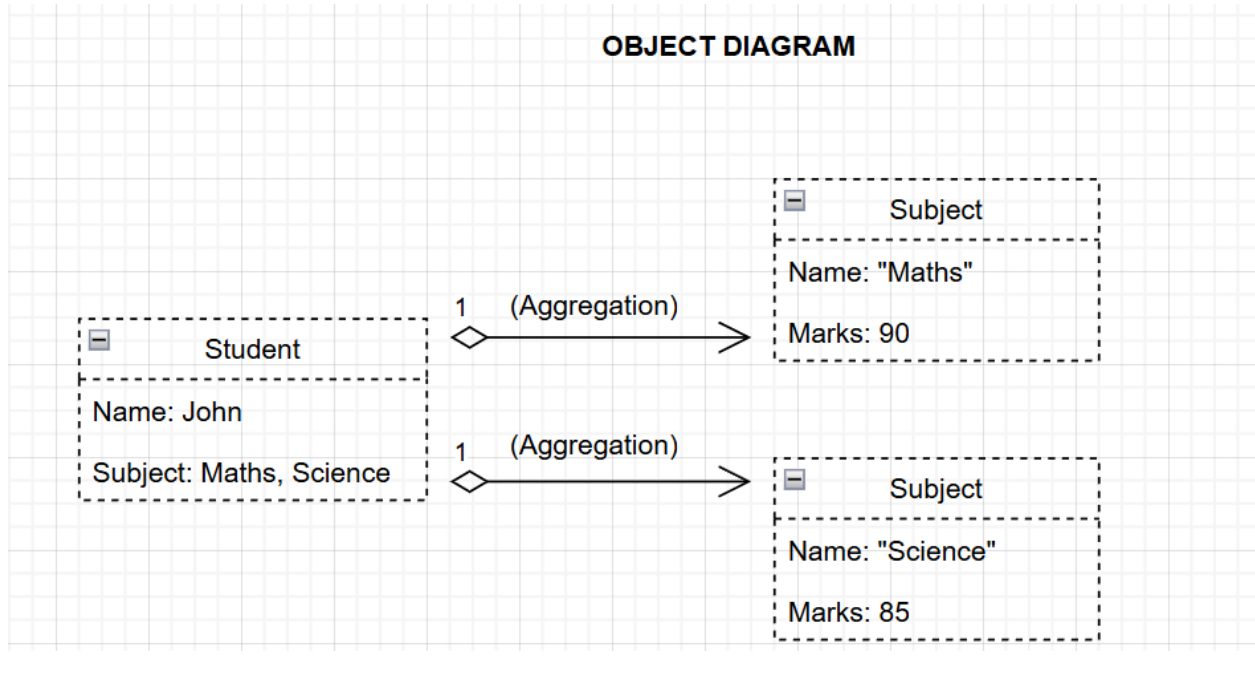 OBJECT DIAGRAM
Subject
Name: "Maths"
Marks: 90
1 (Aggregation)
Student
Name: John
Subject: Maths, Science
1 (Aggregation)
Subject
Name: "Science"
Marks: 85